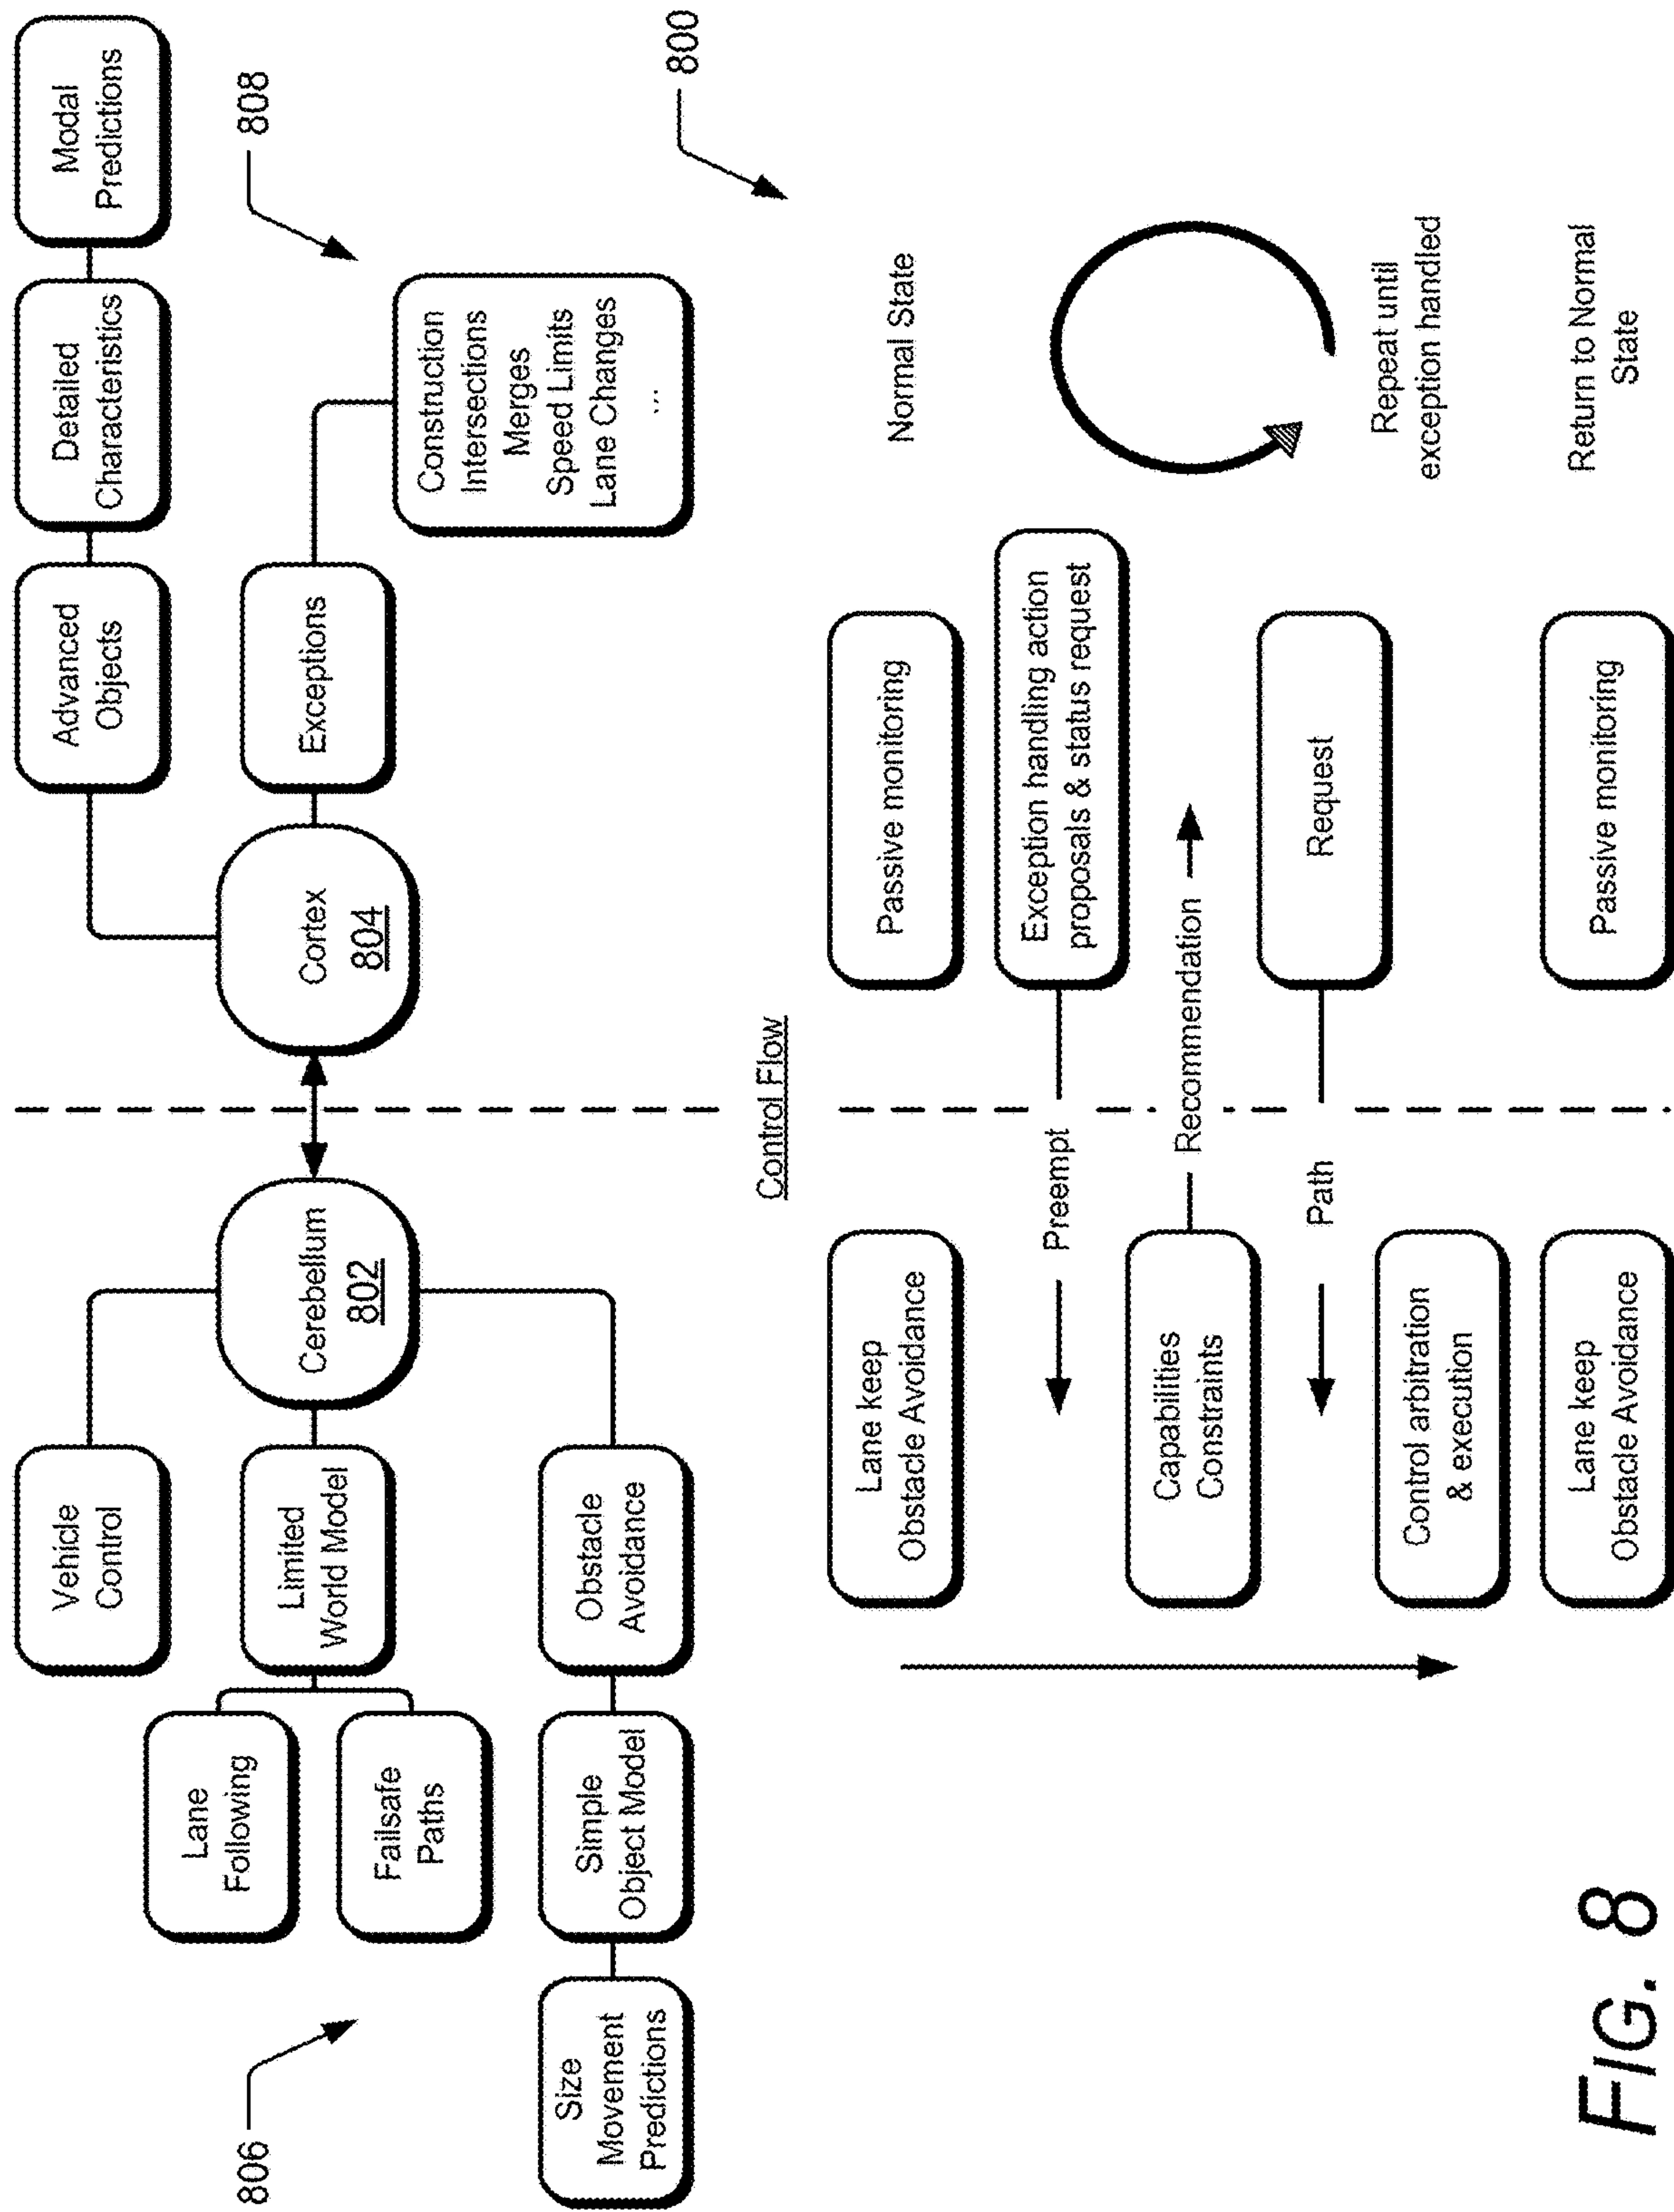 806
Size
Movement
Predictions
Lane
Following
Failsafe
Paths
Simple
Object Model
Vehicle
Control
Limited
World Model
Obstacle
Avoidance
Cerebellum
802
Cortex
804
Advanced
Objects
Detailed
Characteristics
Modal
Predictions
Exceptions
Construction
Intersections
Merges
Speed Limits
Lane Changes
...
808
Control Flow
800
Lane keep
Obstacle Avoidance
Passive monitoring
Normal State
Preempt
Exception handling action
proposals & status request
Capabilities
Constraints
Recommendation
Path
Request
Repeat until
exception handled
Control arbitration
& execution
Lane keep
Obstacle Avoidance
Passive monitoring
Return to Normal
State
FIG. 8